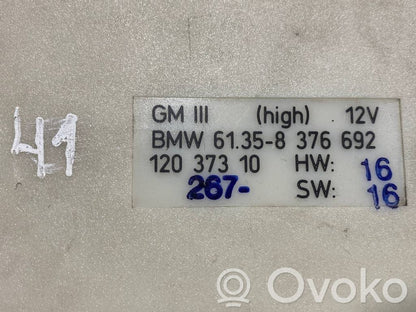 41
GM III (high) 12V
BMW 61.35-8 376 692
120 373 10 HW: 16
267- SW: 16
Ovoko